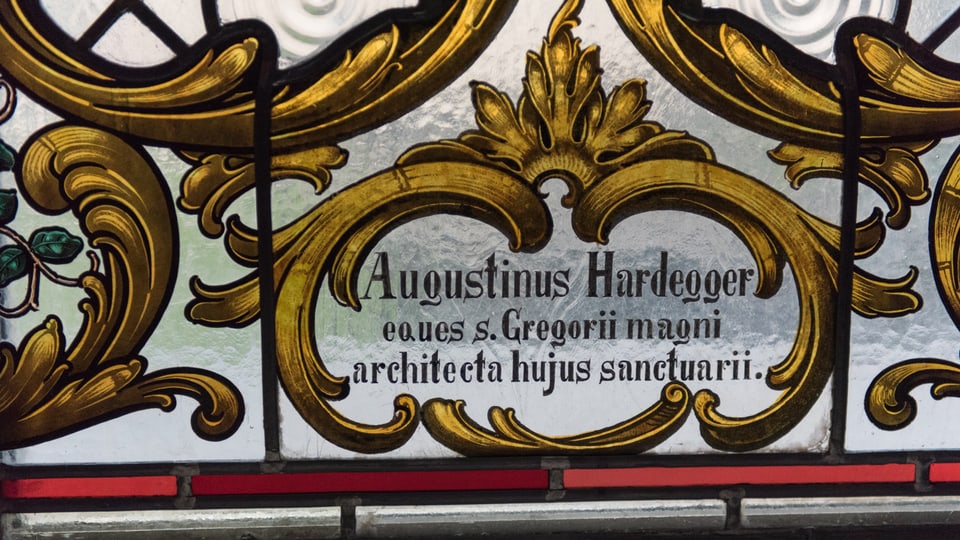 Augustinus Hardegger
eques s. Gregorii magni
architecta hujus sanctuarii.